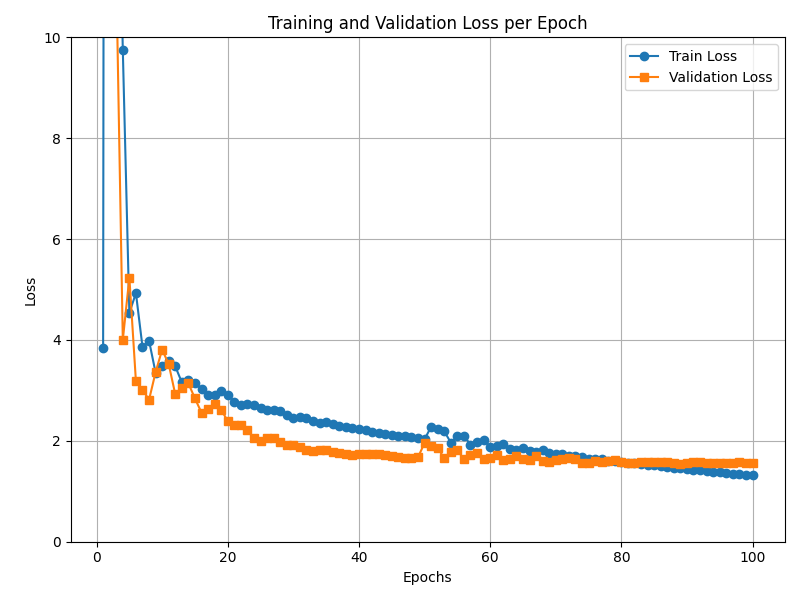 Training and Validation Loss per Epoch
Train Loss
Validation Loss
Loss
10
8
6
4
2
0
0 20 40 60 80 100
Epochs